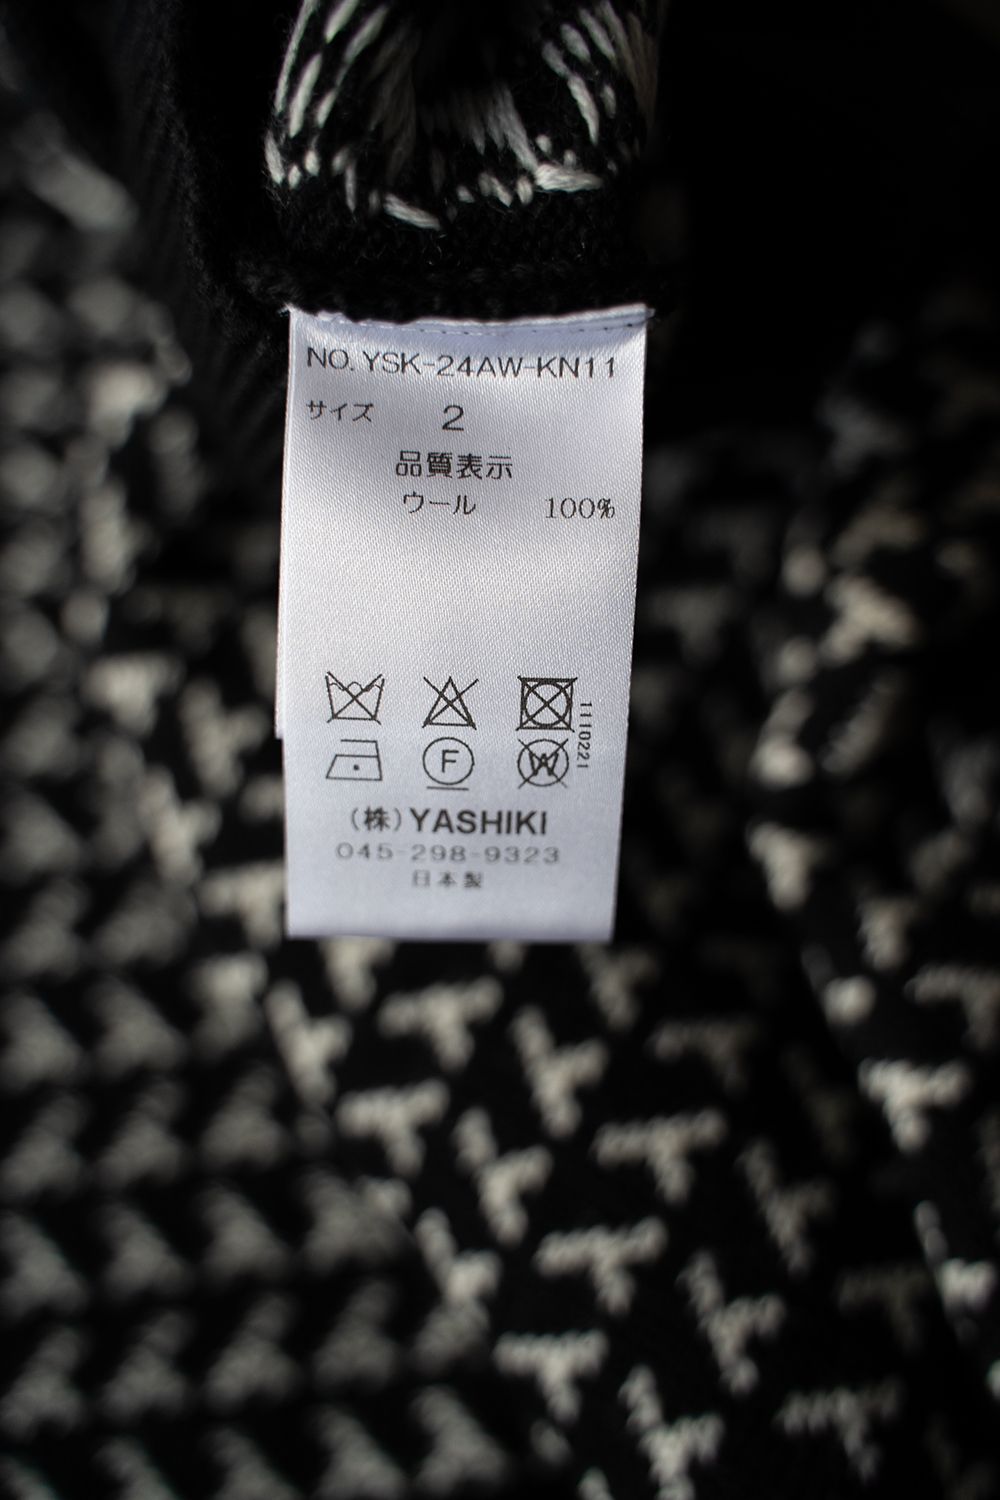 NO. YSK-24AW-KN11
サイズ 2
品質表示
ウール 100%
1110221
F
W
(株)YASHIKI
045-298-9323
日本製